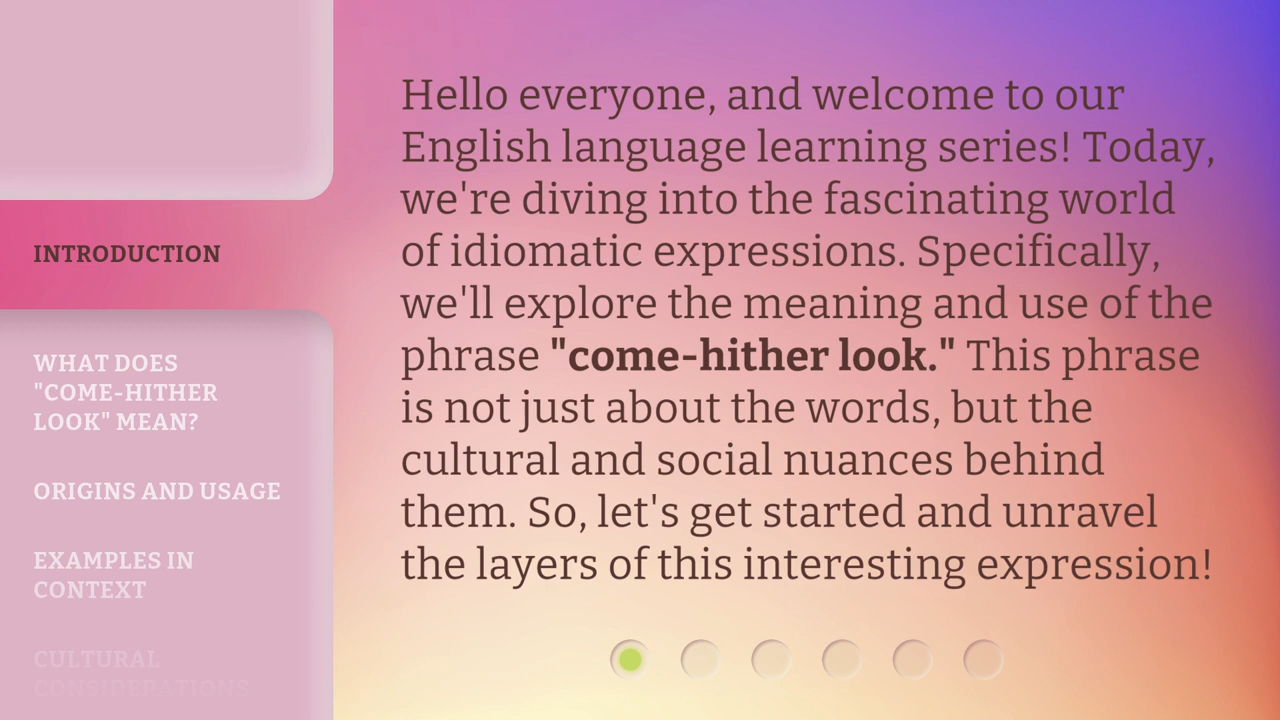 INTRODUCTION
WHAT DOES
"COME-HITHER
LOOK" MEAN?
ORIGINS AND USAGE
EXAMPLES IN
CONTEXT
CULTURAL
CONSIDERATIONS
Hello everyone, and welcome to our
English language learning series! Today,
we're diving into the fascinating world
of idiomatic expressions. Specifically,
we'll explore the meaning and use of the
phrase "come-hither look." This phrase
is not just about the words, but the
cultural and social nuances behind
them. So, let's get started and unravel
the layers of this interesting expression!